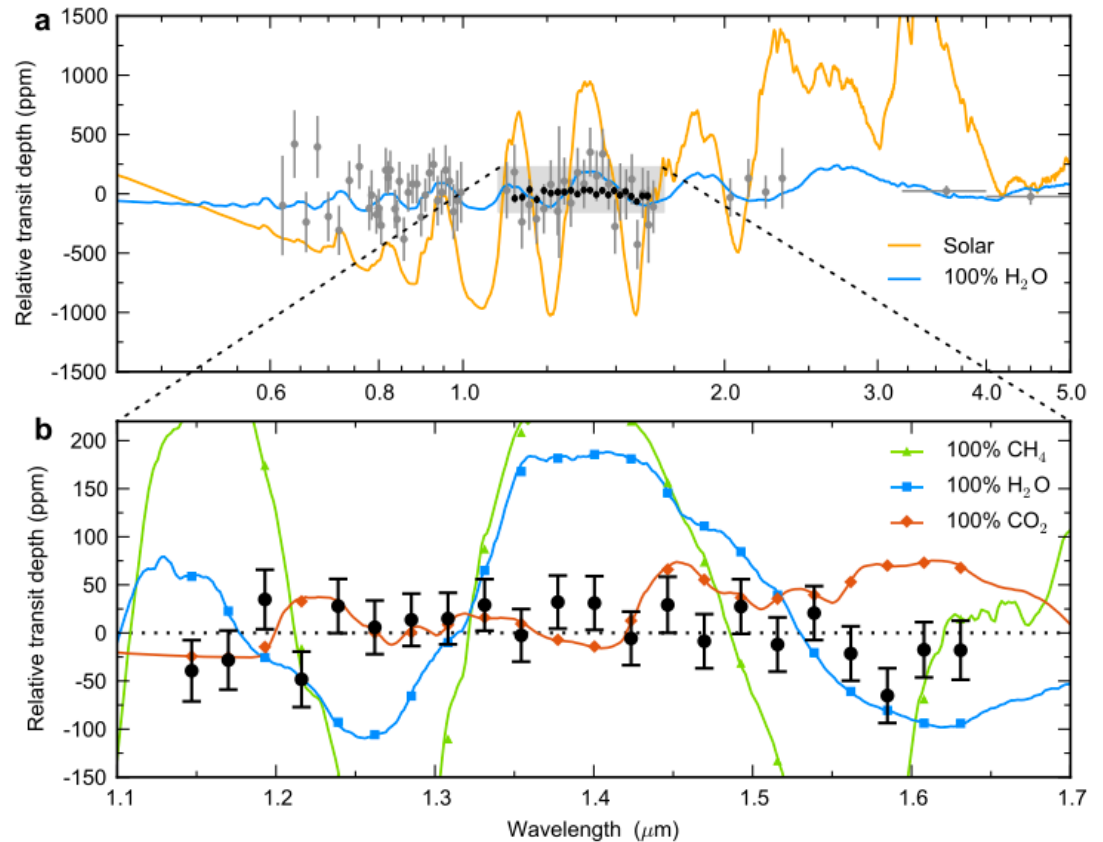 a
Relative transit depth (ppm)
1500
1000
500
0
-500
-1000
-1500
Solar
100% H₂O
0.6
0.8
1.0
2.0
3.0
4.0
5.0
b
Relative transit depth (ppm)
200
150
100
50
0
-50
-100
-150
100% CH₄
100% H₂O
100% CO₂
1.1
1.2
1.3
1.4
1.5
1.6
1.7
Wavelength (μm)